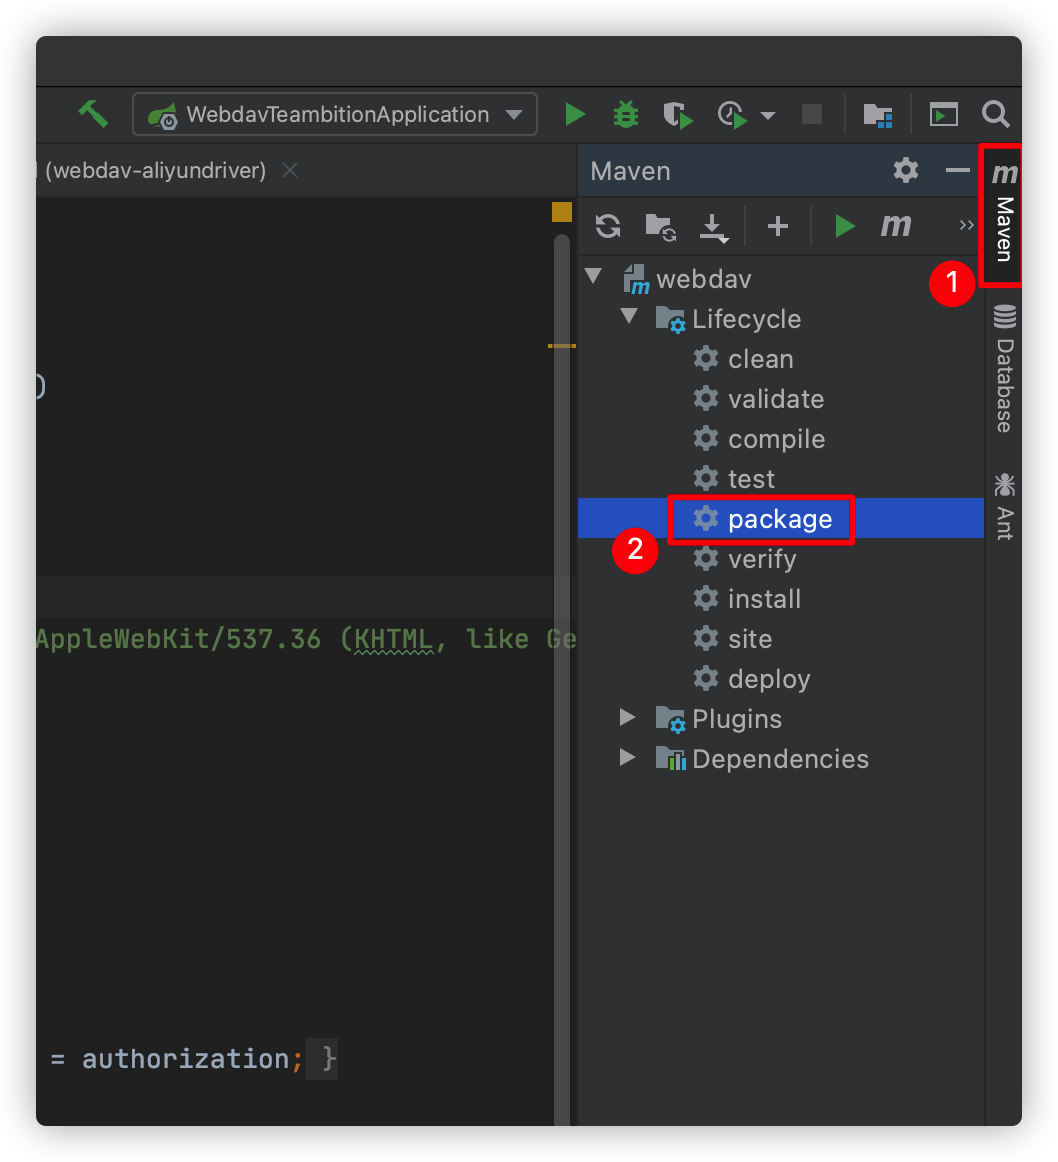 WebdavTeambitionApplication
(webdav-aliyundriver)
Maven
m
Maven
m
1
webdav
Lifecycle
clean
validate
compile
test
package
2
verify
install
site
deploy
Plugins
Dependencies
Database
Ant
)
AppleWebKit/537.36 (KHTML, like Ge
= authorization; }